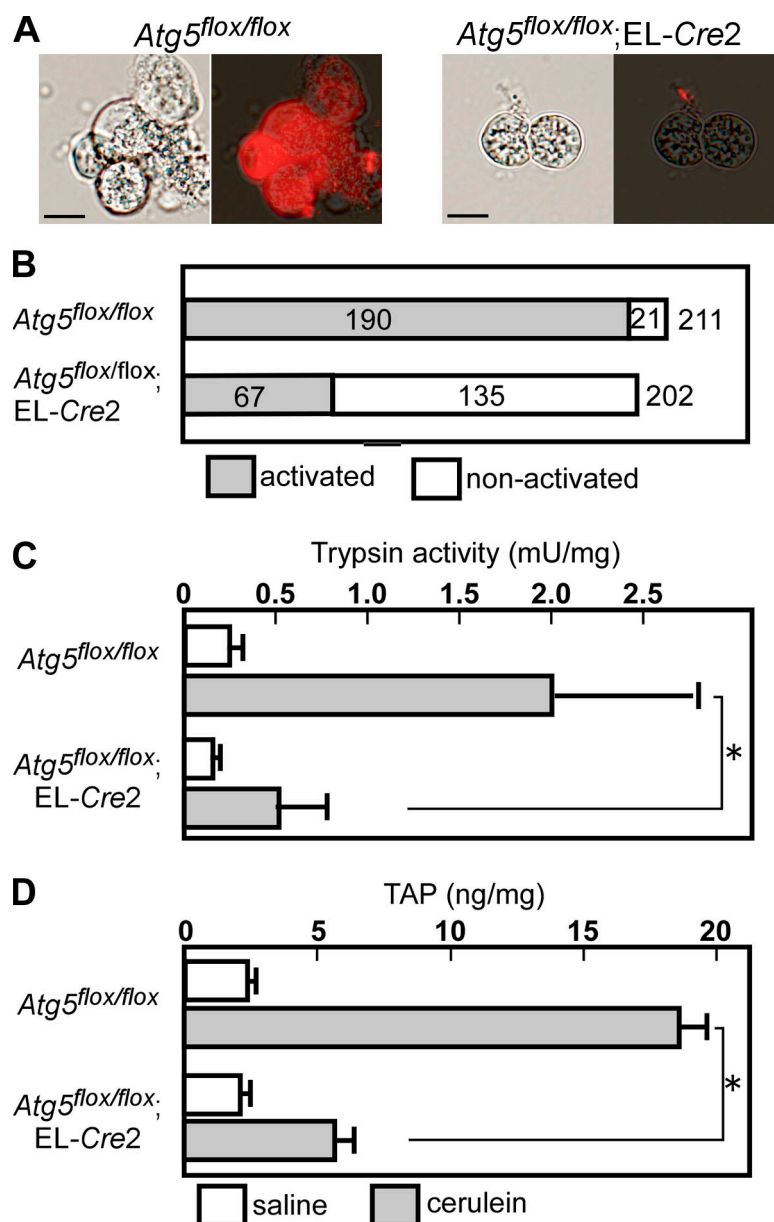 A
Atg5flox/flox
Atg5flox/flox;EL-Cre2
B
Atg5flox/flox
190
21
211
Atg5flox/flox;
EL-Cre2
67
135
202
activated
non-activated
C
Trypsin activity (mU/mg)
0 0.5 1.0 1.5 2.0 2.5
Atg5flox/flox
Atg5flox/flox;
EL-Cre2
*
D
TAP (ng/mg)
0 5 10 15 20
Atg5flox/flox
Atg5flox/flox;
EL-Cre2
*
saline
cerulein